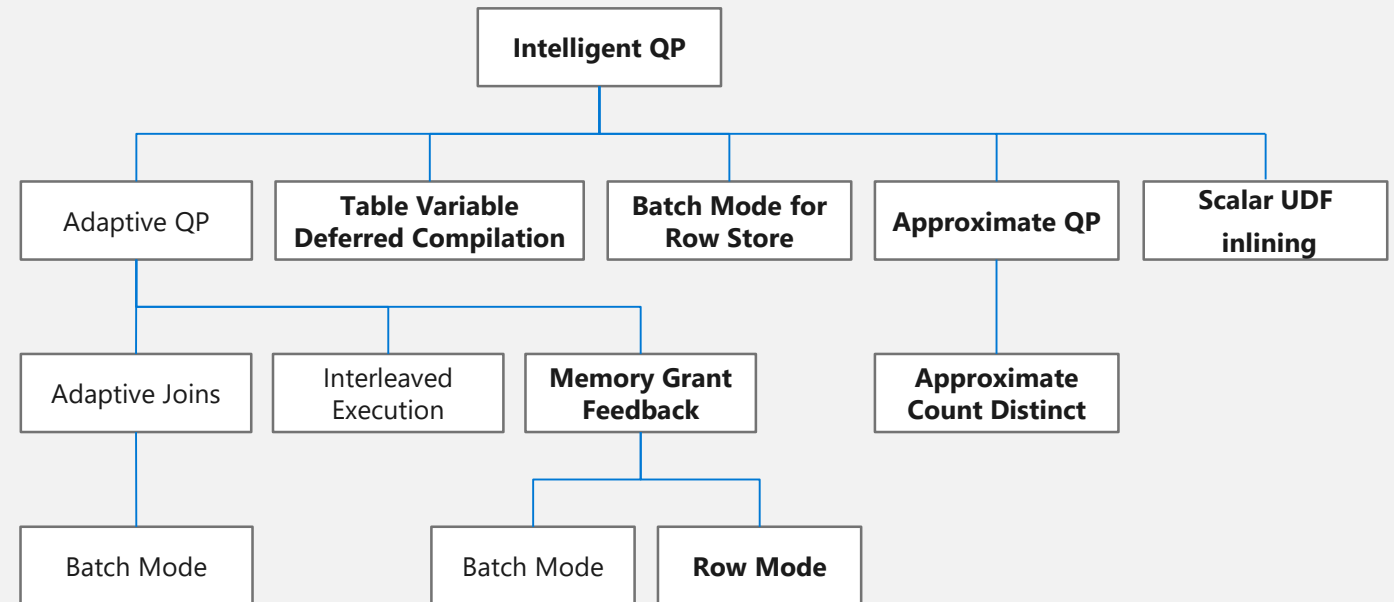 Intelligent QP
Adaptive QP
Table Variable
Deferred Compilation
Batch Mode for
Row Store
Approximate QP
Scalar UDF
inlining
Adaptive Joins
Interleaved
Execution
Memory Grant
Feedback
Approximate
Count Distinct
Batch Mode
Batch Mode
Row Mode